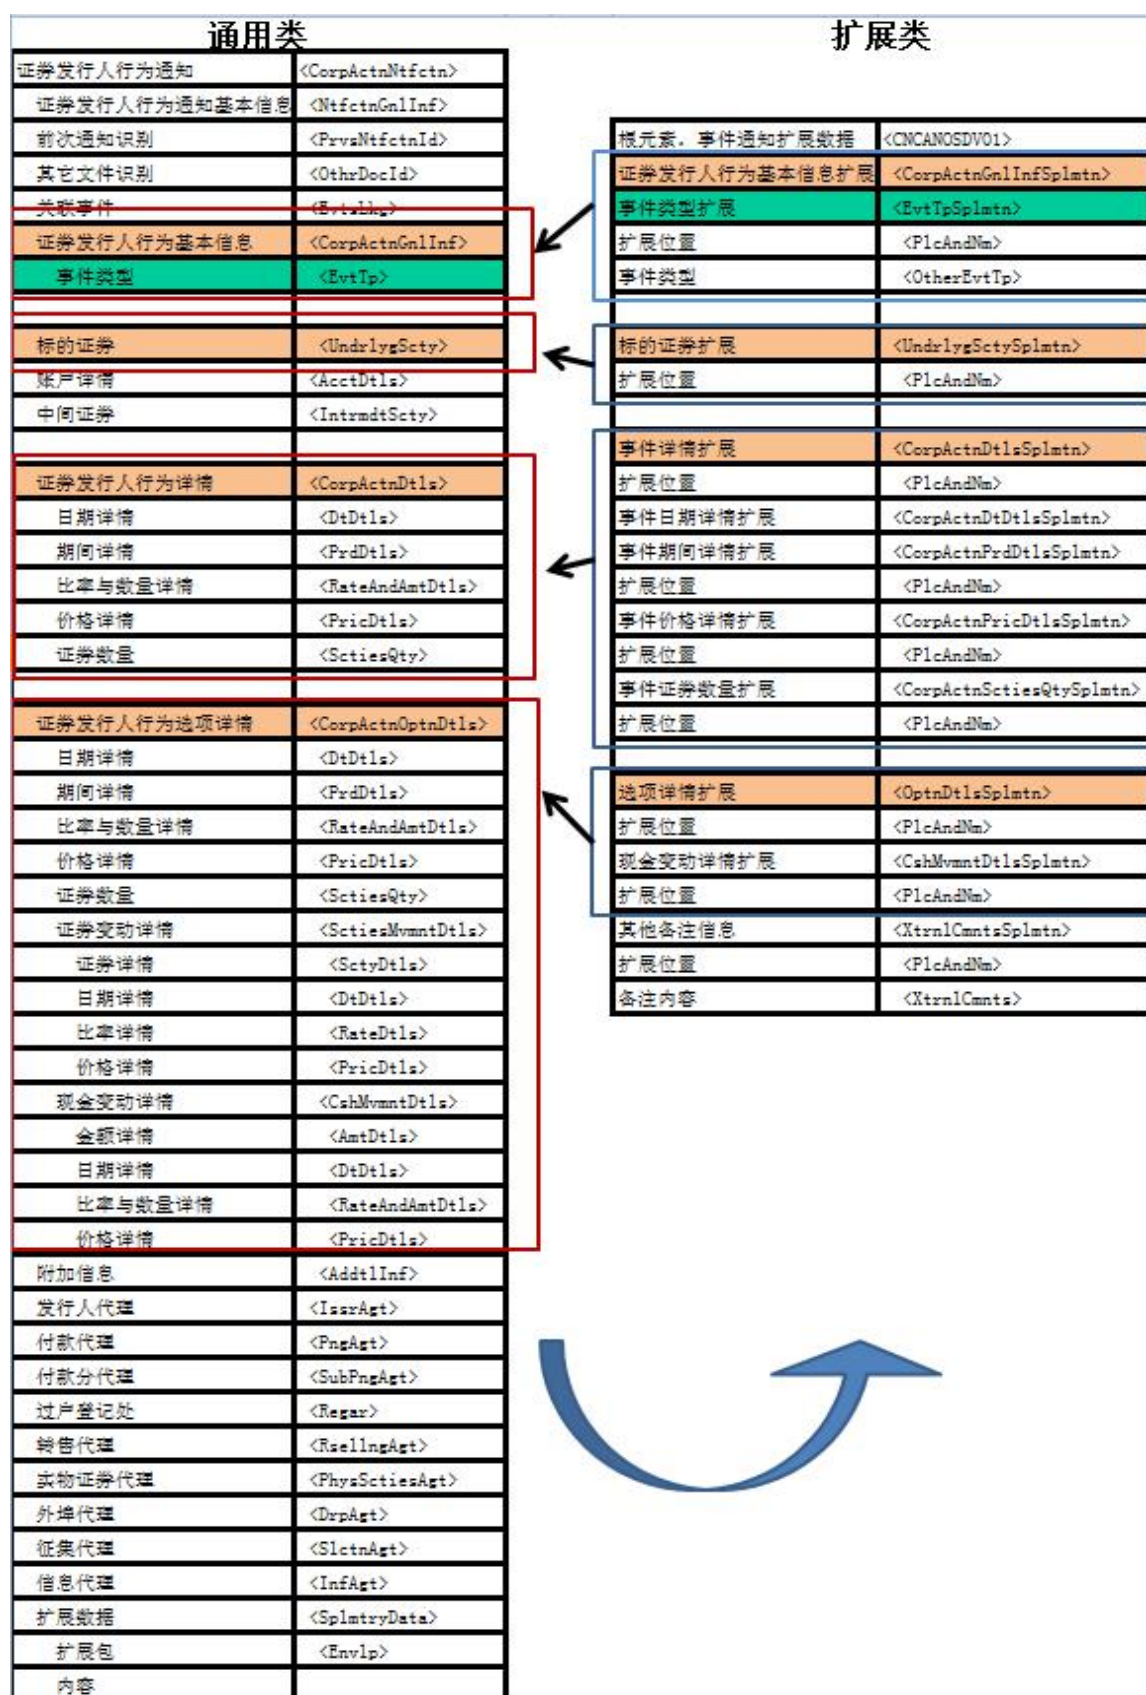 通用类
扩展类
证券发行人行为通知 <CorpActnNtfctn>
证券发行人行为通知基本信息 <NtfctnGnlInf>
前次通知识别 <PrvsNtfctnId>
其它文件识别 <OthrDocId>
关联事件 <EvtsLkg>
证券发行人行为基本信息 <CorpActnGnlInf>
事件类型 <EvtTp>
标的证券 <UndrlygScty>
账户详情 <AcctDtls>
中间证券 <IntrmdtScty>
证券发行人行为详情 <CorpActnDtls>
日期详情 <DtDtls>
期间详情 <PrdDtls>
比率与数量详情 <RateAndAmtDtls>
价格详情 <PricDtls>
证券数量 <SctiesQty>
证券发行人行为选项详情 <CorpActnOptnDtls>
日期详情 <DtDtls>
期间详情 <PrdDtls>
比率与数量详情 <RateAndAmtDtls>
价格详情 <PricDtls>
证券数量 <SctiesQty>
证券变动详情 <SctiesMvmntDtls>
证券详情 <SctyDtls>
日期详情 <DtDtls>
比率详情 <RateDtls>
价格详情 <PricDtls>
现金变动详情 <CshMvmntDtls>
金额详情 <AmtDtls>
日期详情 <DtDtls>
比率与数量详情 <RateAndAmtDtls>
价格详情 <PricDtls>
附加信息 <AddtlInf>
发行人代理 <IssrAgt>
付款代理 <PngAgt>
付款分代理 <SubPngAgt>
过户登记处 <Regar>
转售代理 <RsellngAgt>
实物证券代理 <PhysSctiesAgt>
外埠代理 <DrpAgt>
征集代理 <SlctnAgt>
信息代理 <InfAgt>
扩展数据 <SplmtryData>
扩展包 <Envlp>
内容
根元素。事件通知扩展数据 <CNCANOSDV01>
证券发行人行为基本信息扩展 <CorpActnGnlInfSplmtn>
事件类型扩展 <EvtTpSplmtn>
扩展位置 <PlcAndNm>
事件类型 <OtherEvtTp>
标的证券扩展 <UndrlygSctySplmtn>
扩展位置 <PlcAndNm>
事件详情扩展 <CorpActnDtlsSplmtn>
扩展位置 <PlcAndNm>
事件日期详情扩展 <CorpActnDtDtlsSplmtn>
事件期间详情扩展 <CorpActnPrdDtlsSplmtn>
扩展位置 <PlcAndNm>
事件价格详情扩展 <CorpActnPricDtlsSplmtn>
扩展位置 <PlcAndNm>
事件证券数量扩展 <CorpActnSctiesQtySplmtn>
扩展位置 <PlcAndNm>
选项详情扩展 <OptnDtlsSplmtn>
扩展位置 <PlcAndNm>
现金变动详情扩展 <CshMvmntDtlsSplmtn>
扩展位置 <PlcAndNm>
其他备注信息 <XtrnlCmntsSplmtn>
扩展位置 <PlcAndNm>
备注内容 <XtrnlCmnts>